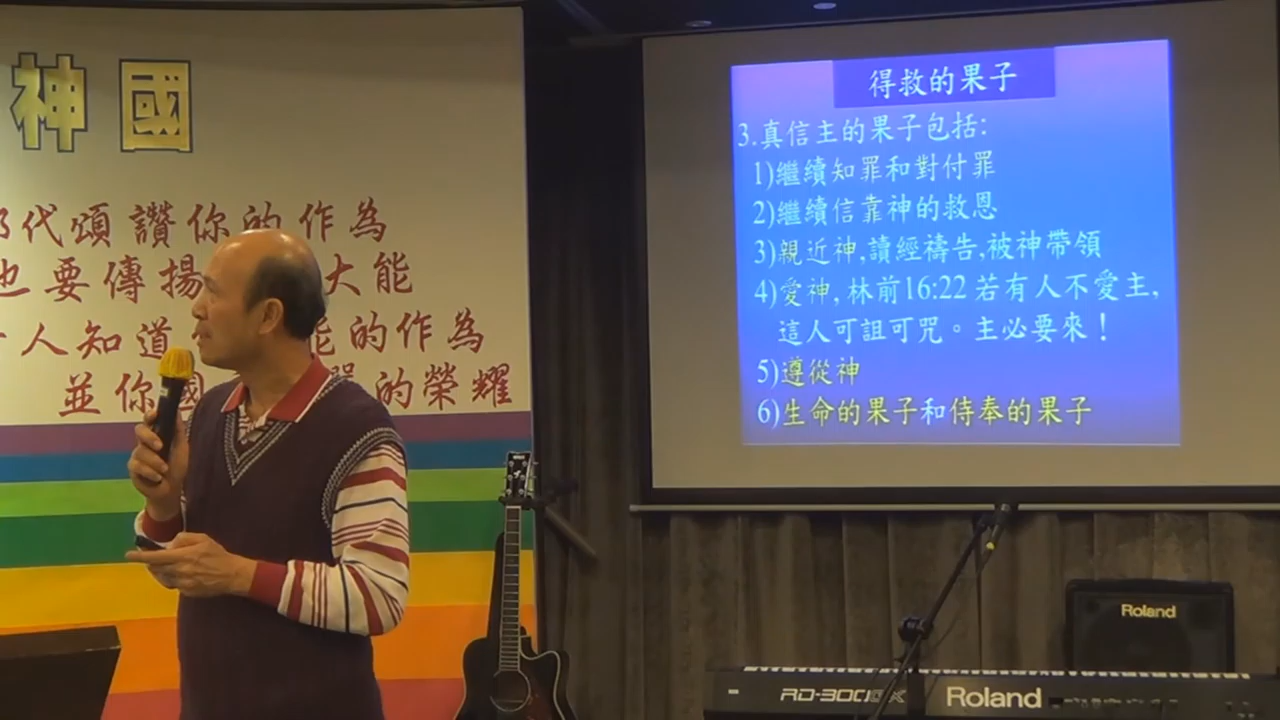 神國
代頌讚你的作為
也要傳揚 大能
人知道 能的作為
並你國 的榮耀
得救的果子
3.真信主的果子包括:
1)繼續知罪和對付罪
2)繼續信靠神的救恩
3)親近神,讀經禱告,被神帶領
4)愛神, 林前16:22 若有人不愛主,
這人可詛可咒。主必要來！
5)遵從神
6)生命的果子和侍奉的果子
Roland
RD-300GX Roland